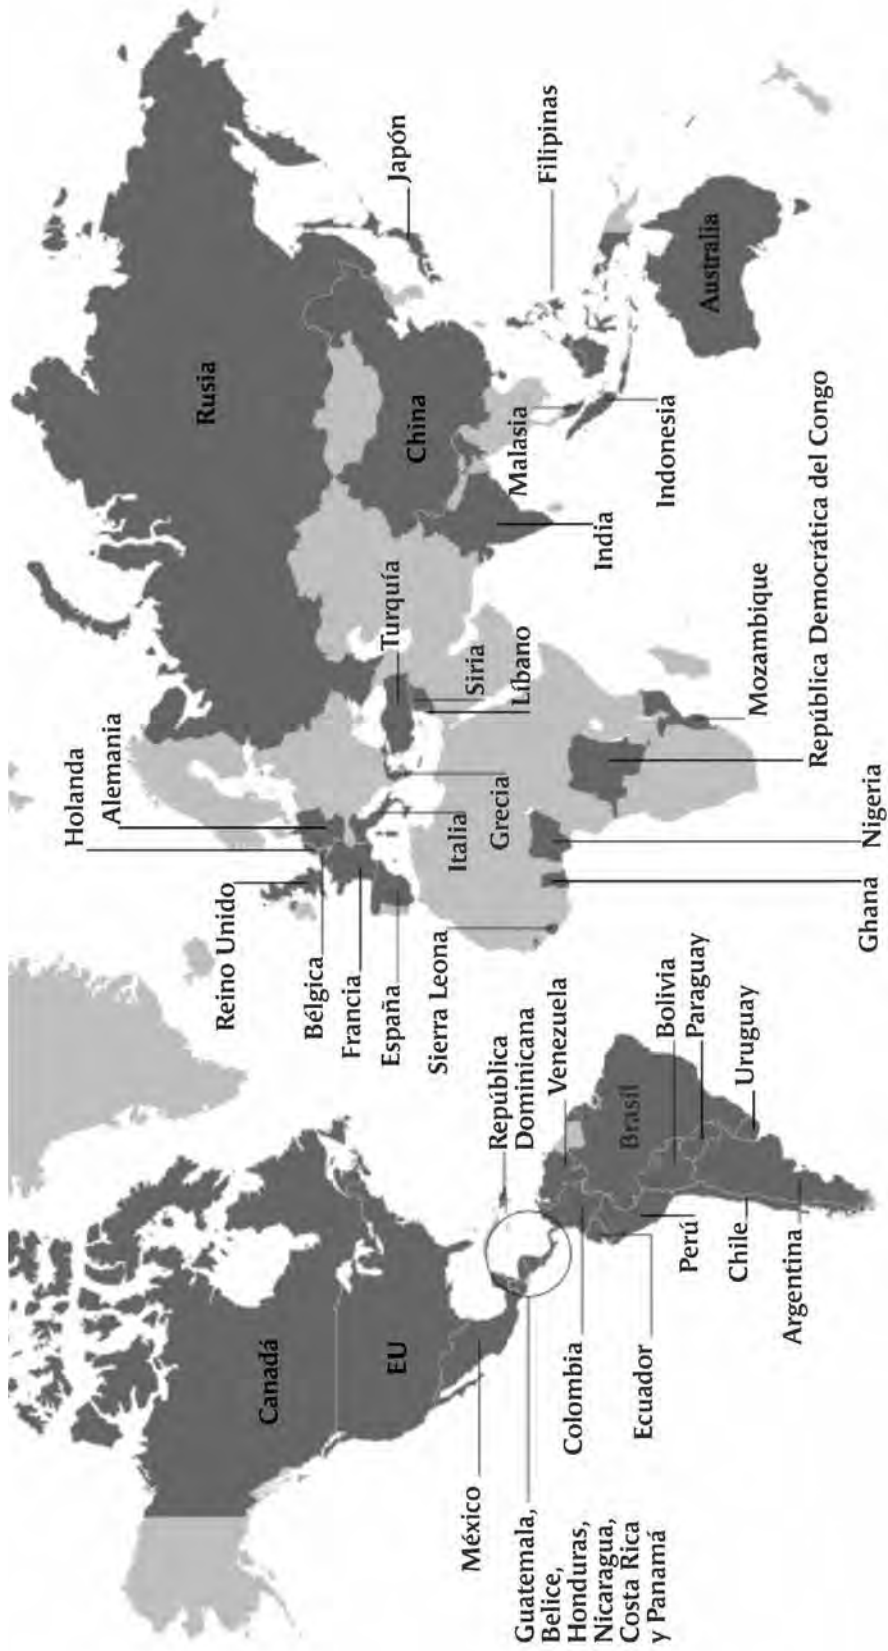 Canadá
EU
México
Guatemala,
Belice,
Honduras,
Nicaragua,
Costa Rica
y Panamá
República
Dominicana
Venezuela
Colombia
Ecuador
Brasil
Perú
Bolivia
Paraguay
Chile
Uruguay
Argentina
Reino Unido
Holanda
Alemania
Bélgica
Francia
España
Italia
Grecia
Turquía
Siria
Líbano
Sierra Leona
Ghana
Nigeria
República Democrática del Congo
Mozambique
Rusia
China
Japón
India
Malasia
Filipinas
Indonesia
Australia